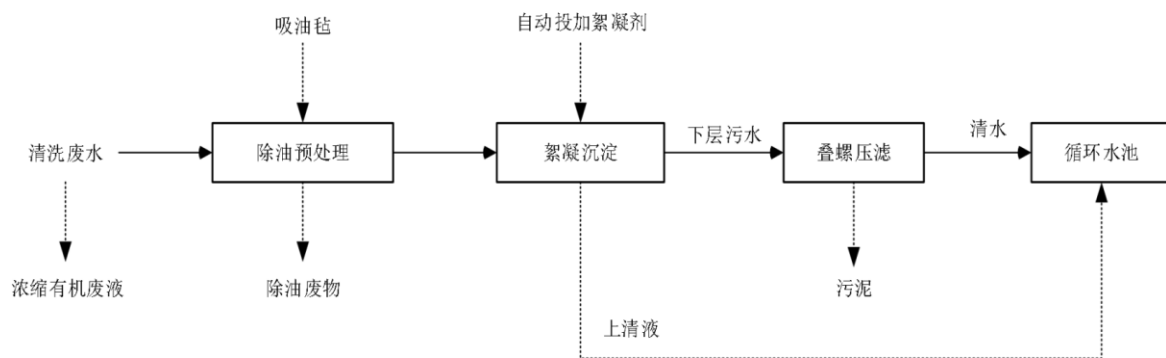 吸油毡
自动投加絮凝剂
清洗废水
除油预处理
絮凝沉淀
下层污水
叠螺压滤
清水
循环水池
浓缩有机废液
除油废物
污泥
上清液